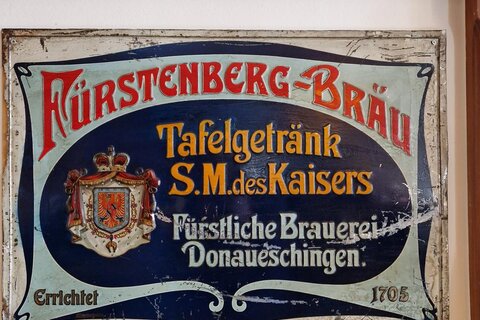 FÜRSTENBERG-BRÄU
Tafelgetränk
S.M.des Kaisers
Fürstliche Brauerei
Donaueschingen.
Errichtet 1705